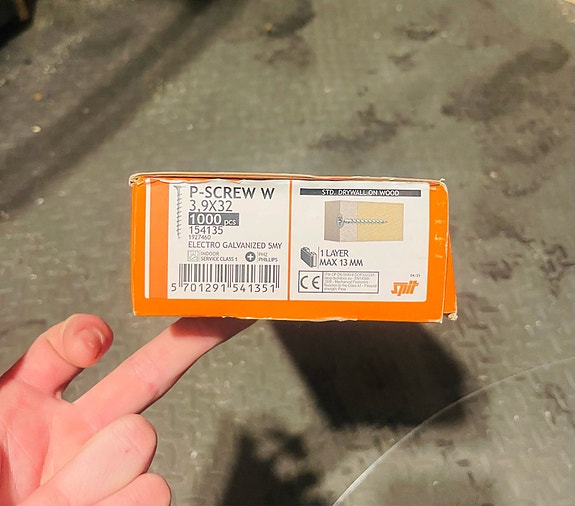 P-SCREW W
3,9X32
1000 pcs
154135
1927460
ELECTRO GALVANIZED 5MY
INDOOR
SERVICE CLASS 1
PH2
PHILLIPS
5 701291 541351
STD. DRYWALL ON WOOD
1 LAYER
MAX 13 MM
CE
spit